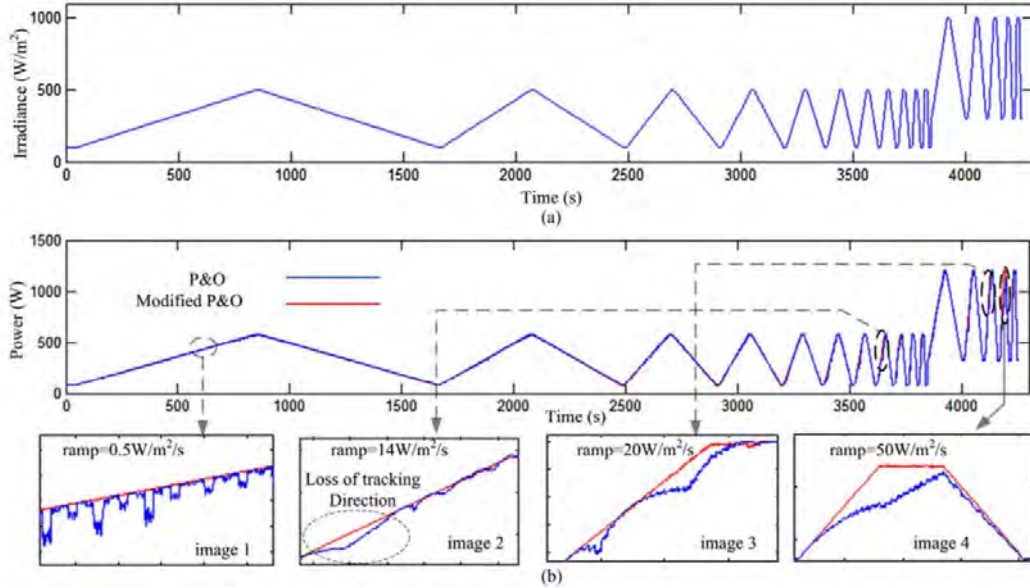 1000
500
0
Irradiance (W/m²)
0 500 1000 1500 2000 2500 3000 3500 4000
Time (s)
(a)
1500
1000
500
0
Power (W)
P&O
Modified P&O
0 500 1000 1500 2000 2500 3000 3500 4000
Time (s)
ramp=0.5W/m²/s
image 1
ramp=14W/m²/s
Loss of tracking
Direction
image 2
ramp=20W/m²/s
image 3
ramp=50W/m²/s
image 4
(b)